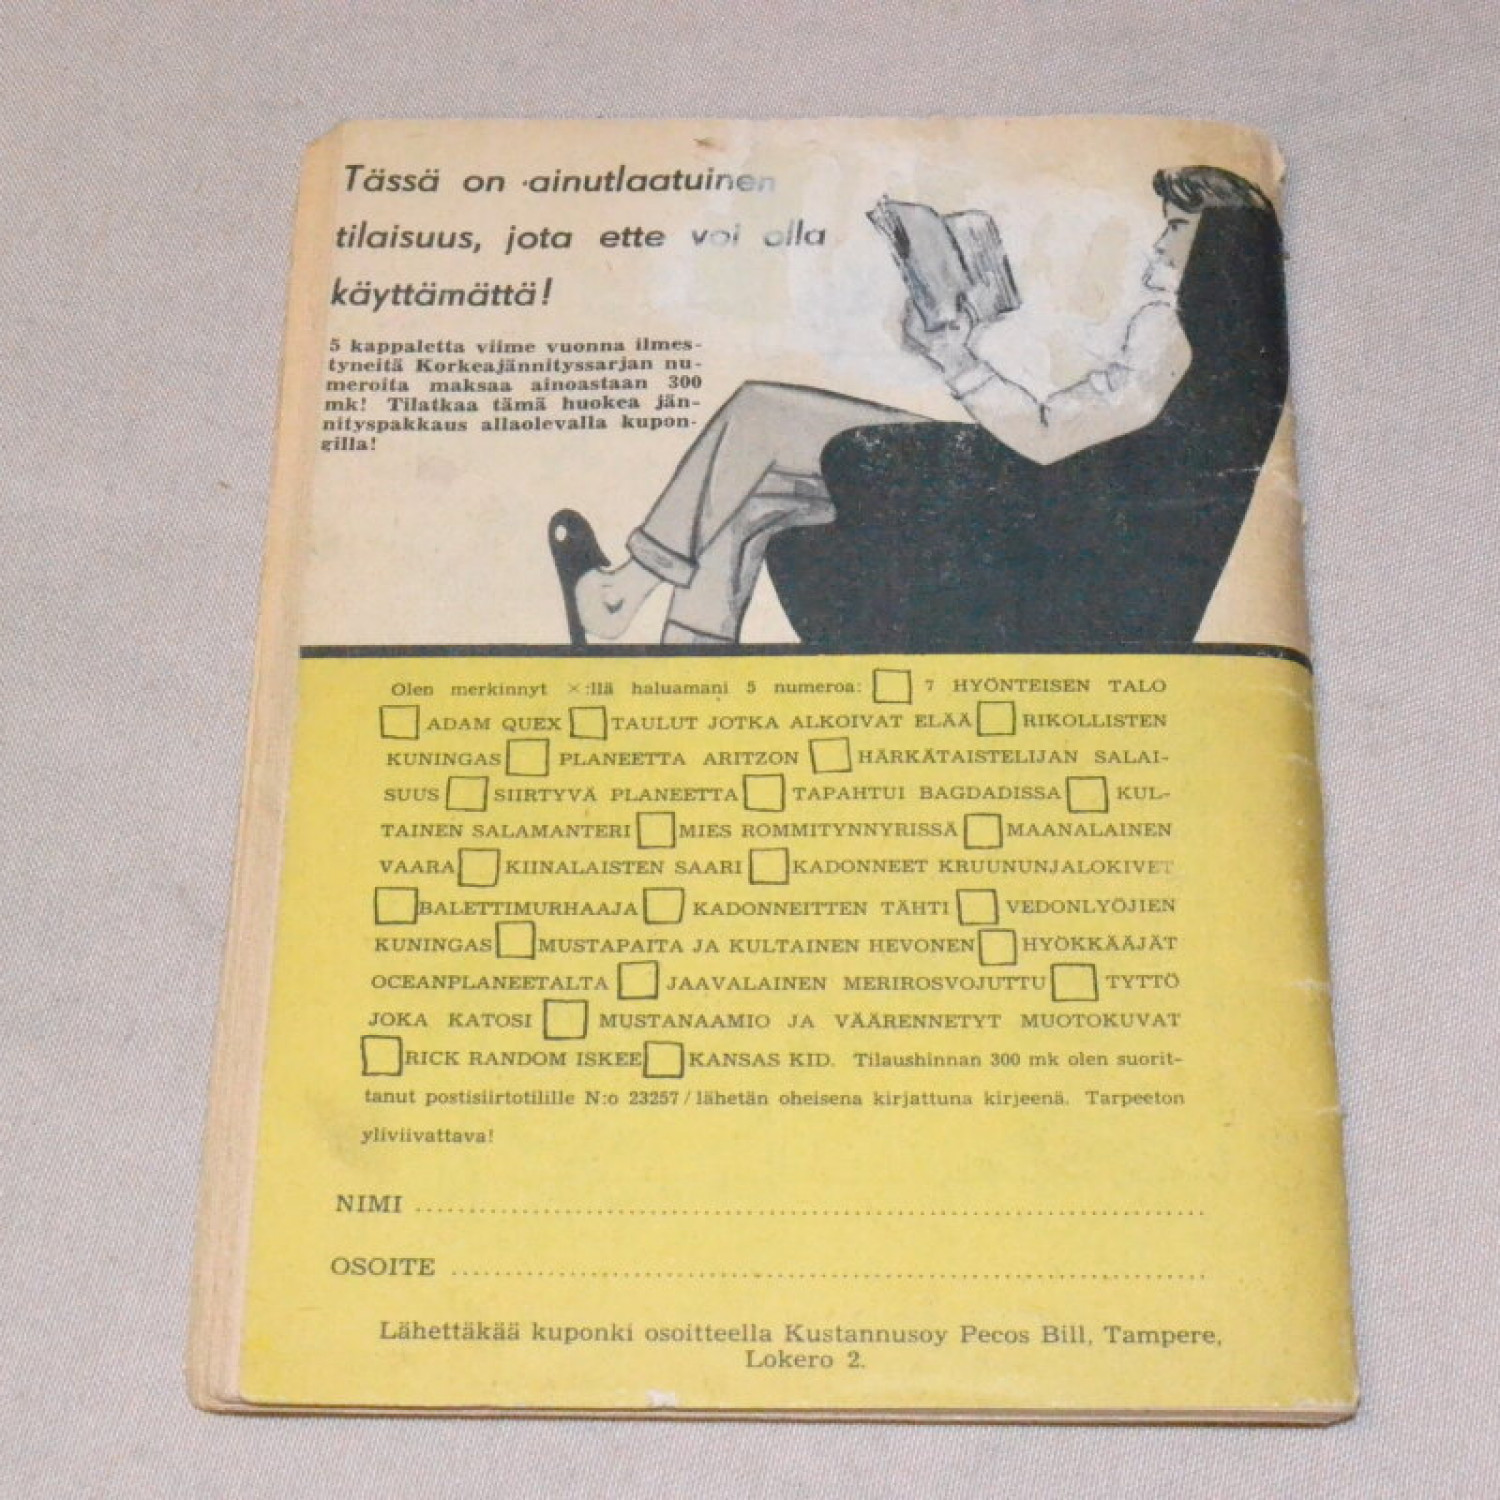 Tässä on ainutlaatuinen
tilaisuus, jota ette voi olla
käyttämättä!
5 kappaletta viime vuonna ilmes-
tyneitä Korkeajännityssarjan nu-
meroita maksaa ainoastaan 300
mk! Tilatkaa tämä huokea jän-
nityspakkaus allaolevalla kupon-
gilla!
Olen merkinnyt ×:llä haluamani 5 numeroa: 7 HYÖNTEISEN TALO
ADAM QUEX TAULUT JOTKA ALKOIVAT ELÄÄ RIKOLLISTEN
KUNINGAS PLANEETTA ARITZON HÄRKÄTAISTELIJAN SALAI-
SUUS SIIRTYVÄ PLANEETTA TAPAHTUI BAGDADISSA KUL-
TAINEN SALAMANTERI MIES ROMMITYNNYRISSÄ MAANALAINEN
VAARA KIINALAISTEN SAARI KADONNEET KRUUNUNJALOKIVET
BALETTIMURHAAJA KADONNEITTEN TÄHTI VEDONLYÖJIEN
KUNINGAS MUSTAPAITA JA KULTAINEN HEVONEN HYÖKKÄÄJÄT
OCEANPLANEETALTA JAAVALAINEN MERIROSVOJUTTU TYTTÖ
JOKA KATOSI MUSTANAAMIO JA VÄÄRENNETYT MUOTOKUVAT
RICK RANDOM ISKEE KANSAS KID. Tilaushinnan 300 mk olen suorit-
tanut postisiirtotilille N:o 23257 / lähetän oheisena kirjattuna kirjeenä. Tarpeeton
yliviivattava!
NIMI
OSOITE
Lähettäkää kuponki osoitteella Kustannusoy Pecos Bill, Tampere,
Lokero 2.